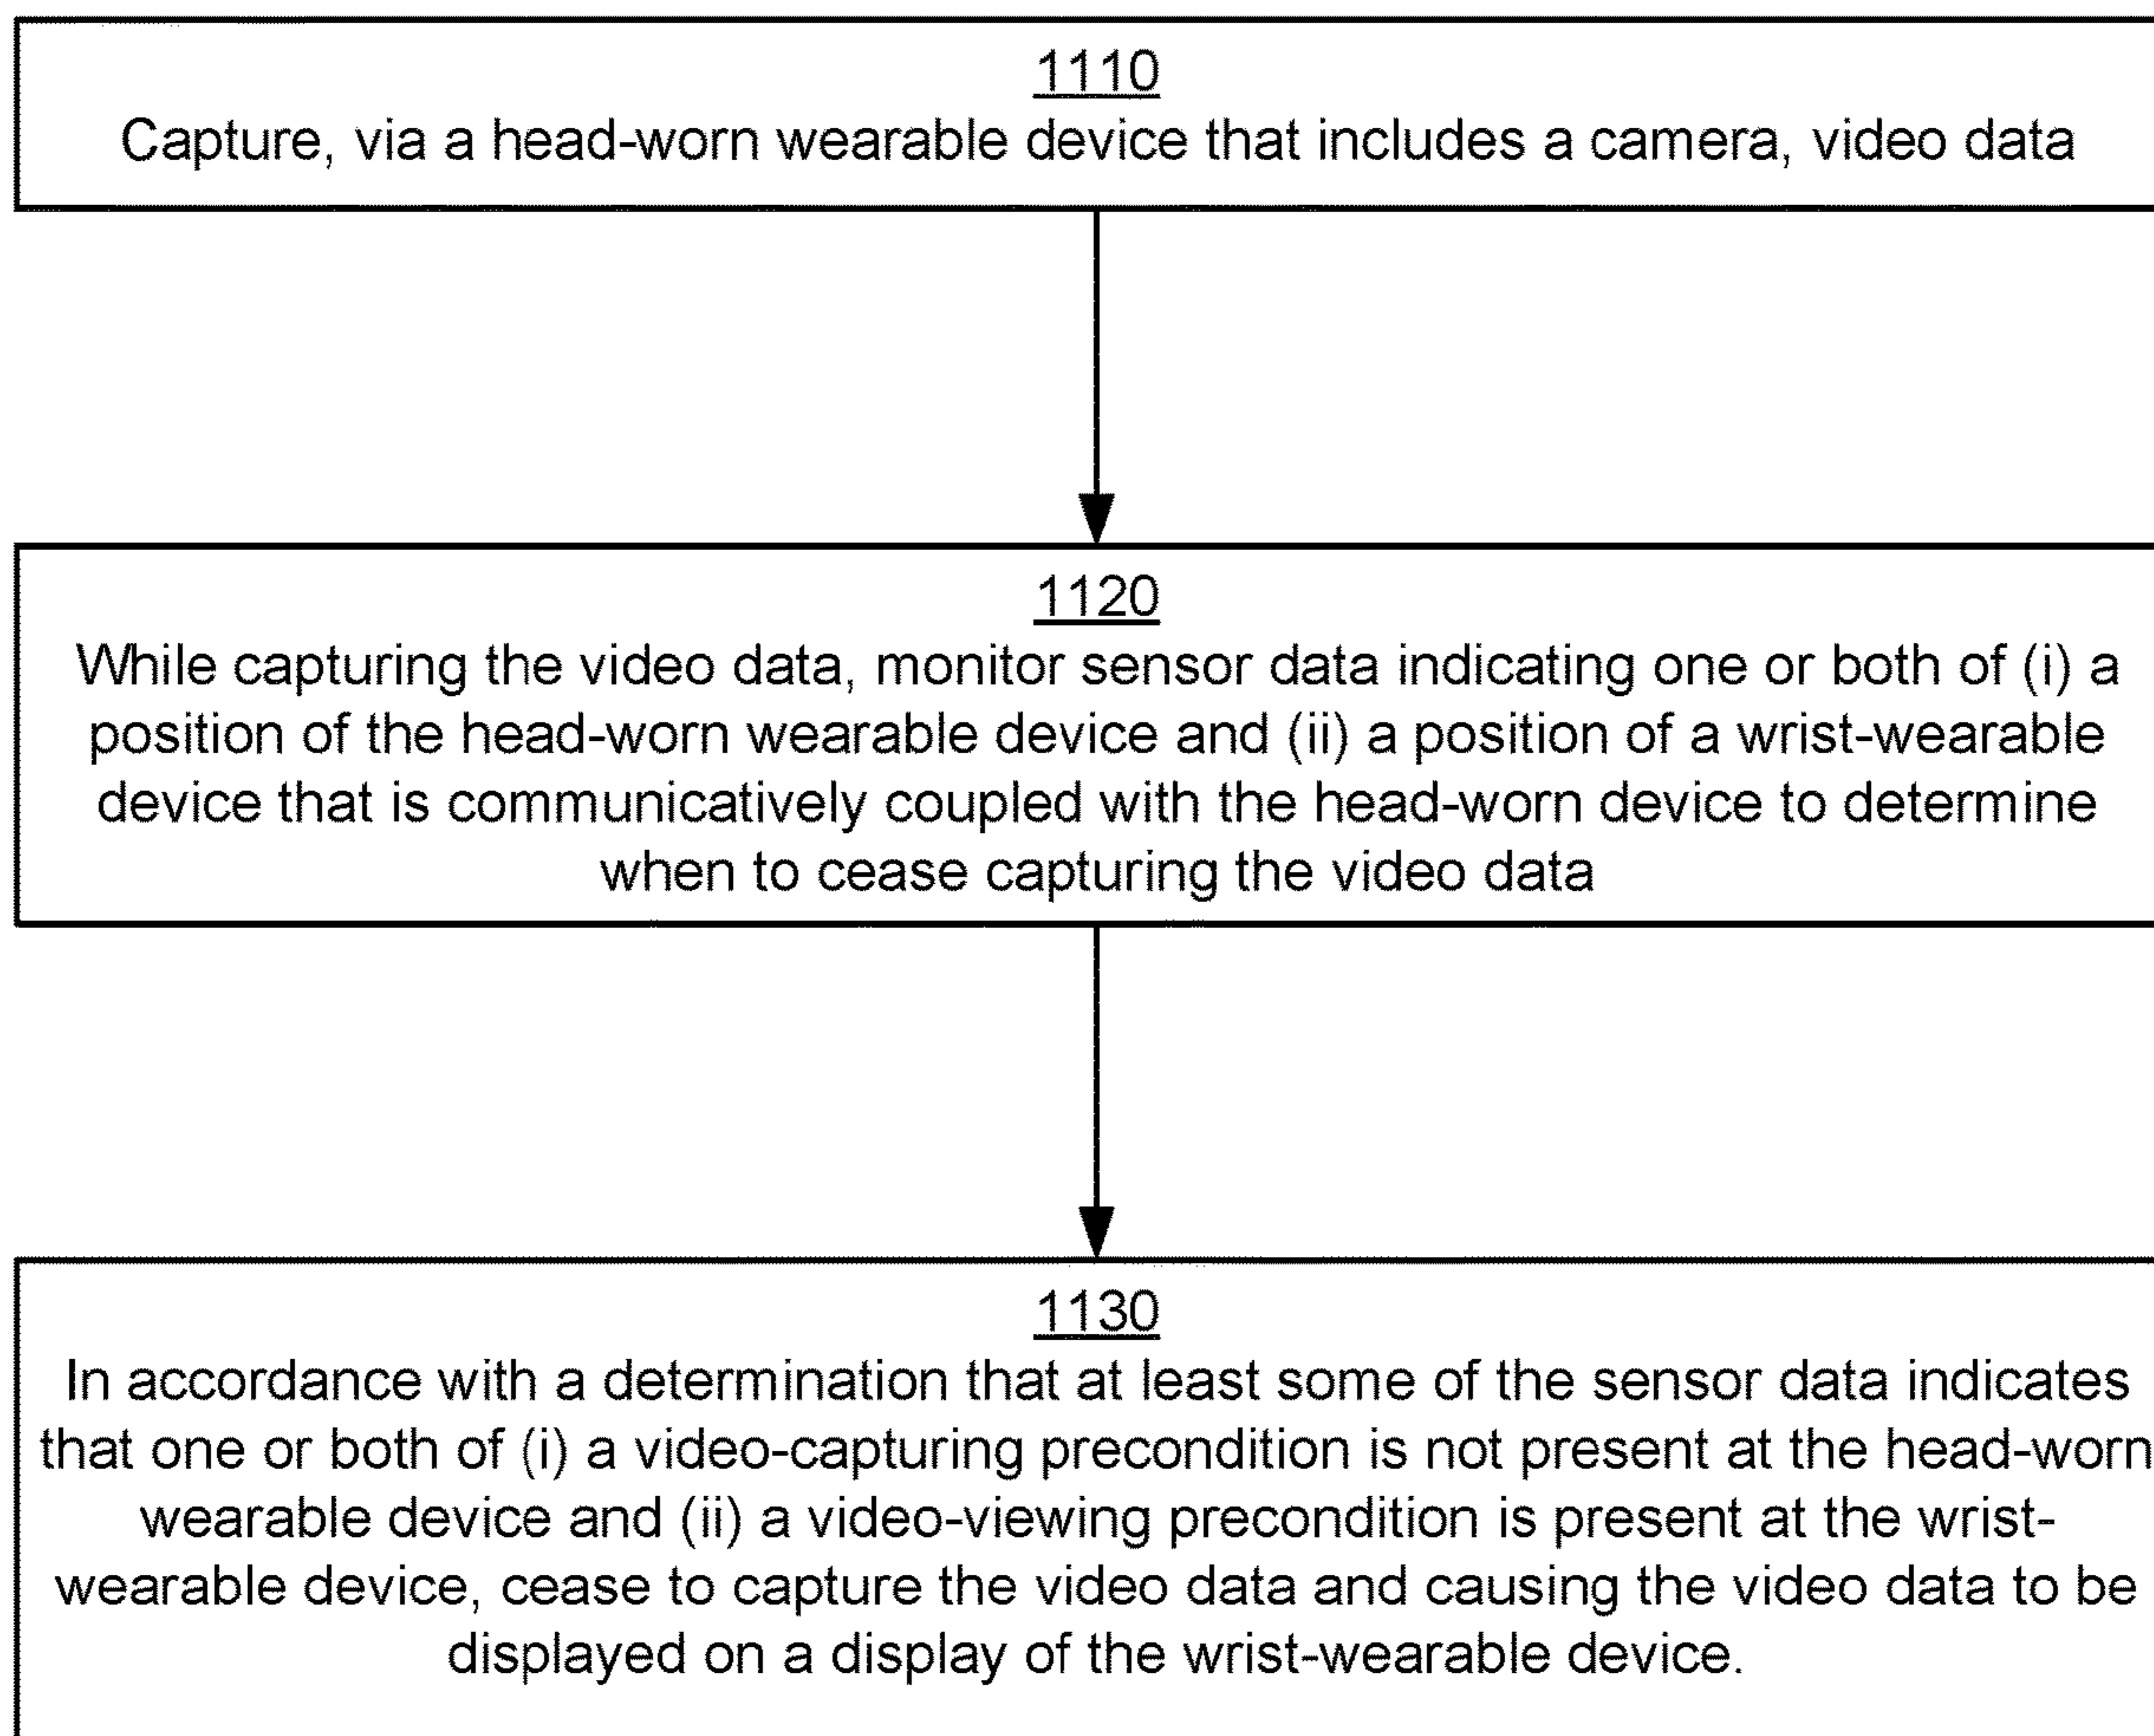 1110
Capture, via a head-worn wearable device that includes a camera, video data
1120
While capturing the video data, monitor sensor data indicating one or both of (i) a
position of the head-worn wearable device and (ii) a position of a wrist-wearable
device that is communicatively coupled with the head-worn device to determine
when to cease capturing the video data
1130
In accordance with a determination that at least some of the sensor data indicates
that one or both of (i) a video-capturing precondition is not present at the head-worn
wearable device and (ii) a video-viewing precondition is present at the wrist-
wearable device, cease to capture the video data and causing the video data to be
displayed on a display of the wrist-wearable device.